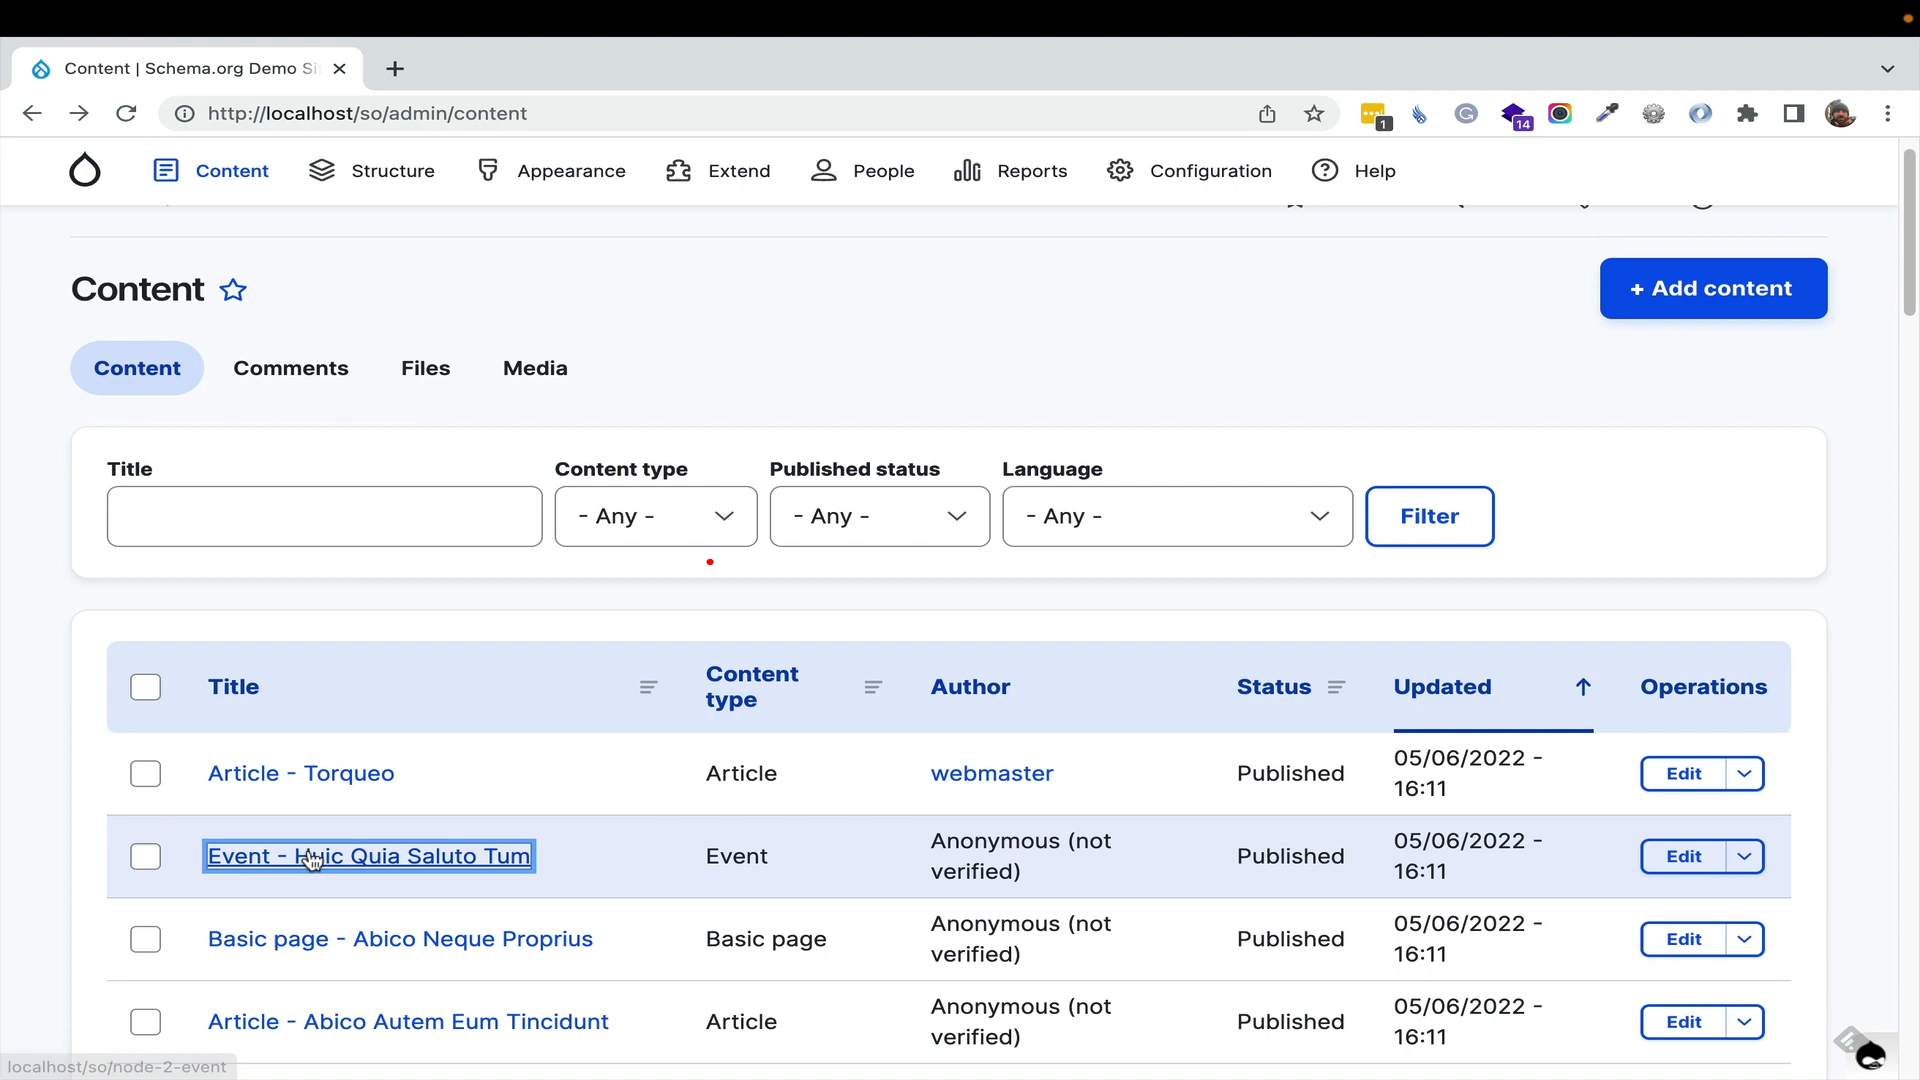 Content | Schema.org Demo Si
http://localhost/so/admin/content
1
14
Content
Structure
Appearance
Extend
People
Reports
Configuration
Help
Content
+ Add content
Content
Comments
Files
Media
Title
Content type
Published status
Language
- Any -
- Any -
- Any -
Filter
Title
Content
type
Author
Status
Updated
Operations
Article - Torqueo
Article
webmaster
Published
05/06/2022 -
16:11
Edit
Event - Huic Quia Saluto Tum
Event
Anonymous (not
verified)
Published
05/06/2022 -
16:11
Edit
Basic page - Abico Neque Proprius
Basic page
Anonymous (not
verified)
Published
05/06/2022 -
16:11
Edit
Article - Abico Autem Eum Tincidunt
Article
Anonymous (not
verified)
Published
05/06/2022 -
16:11
Edit
localhost/so/node-2-event